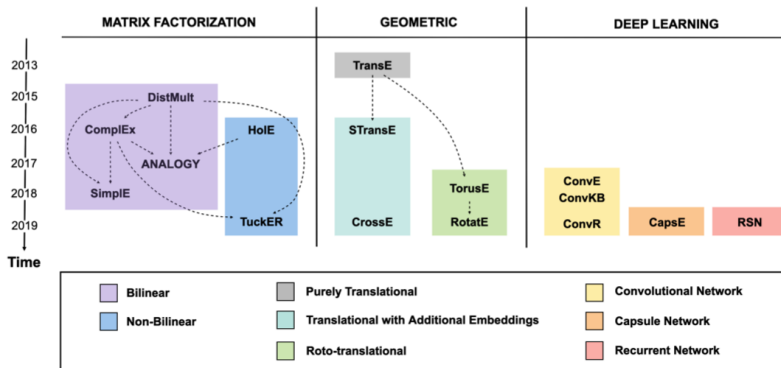 MATRIX FACTORIZATION GEOMETRIC DEEP LEARNING
2013 TransE
2015 DistMult
2016 ComplEx HolE STransE
2017 ANALOGY
ConvE
2018 SimplE TorusE ConvKB
2019 TuckER CrossE RotatE ConvR CapsE RSN
Time
Bilinear Purely Translational Convolutional Network
Non-Bilinear Translational with Additional Embeddings Capsule Network
Roto-translational Recurrent Network